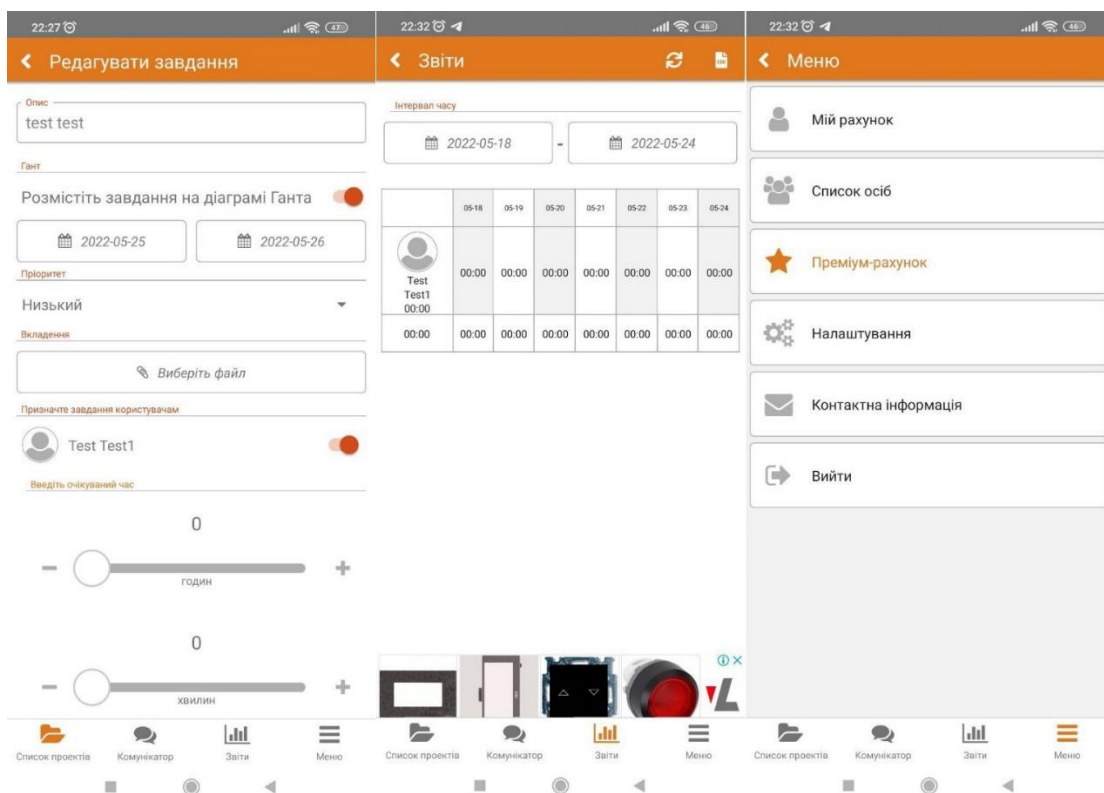 22:27
47
Редагувати завдання
Опис
test test
Гант
Розмістіть завдання на діаграмі Ганта
2022-05-25 2022-05-26
Пріоритет
Низький
Вкладення
Виберіть файл
Призначте завдання користувачам
Test Test1
Введіть очікуваний час
0
− +
годин
0
− +
хвилин
Список проектів Комунікатор Звіти Меню
22:32
46
Звіти
Інтервал часу
2022-05-18 - 2022-05-24
05-18 05-19 05-20 05-21 05-22 05-23 05-24
Test
Test1
00:00
00:00 00:00 00:00 00:00 00:00 00:00 00:00
00:00 00:00 00:00 00:00 00:00 00:00 00:00 00:00
Список проектів Комунікатор Звіти Меню
22:32
46
Меню
Мій рахунок
Список осіб
Преміум-рахунок
Налаштування
Контактна інформація
Вийти
Список проектів Комунікатор Звіти Меню